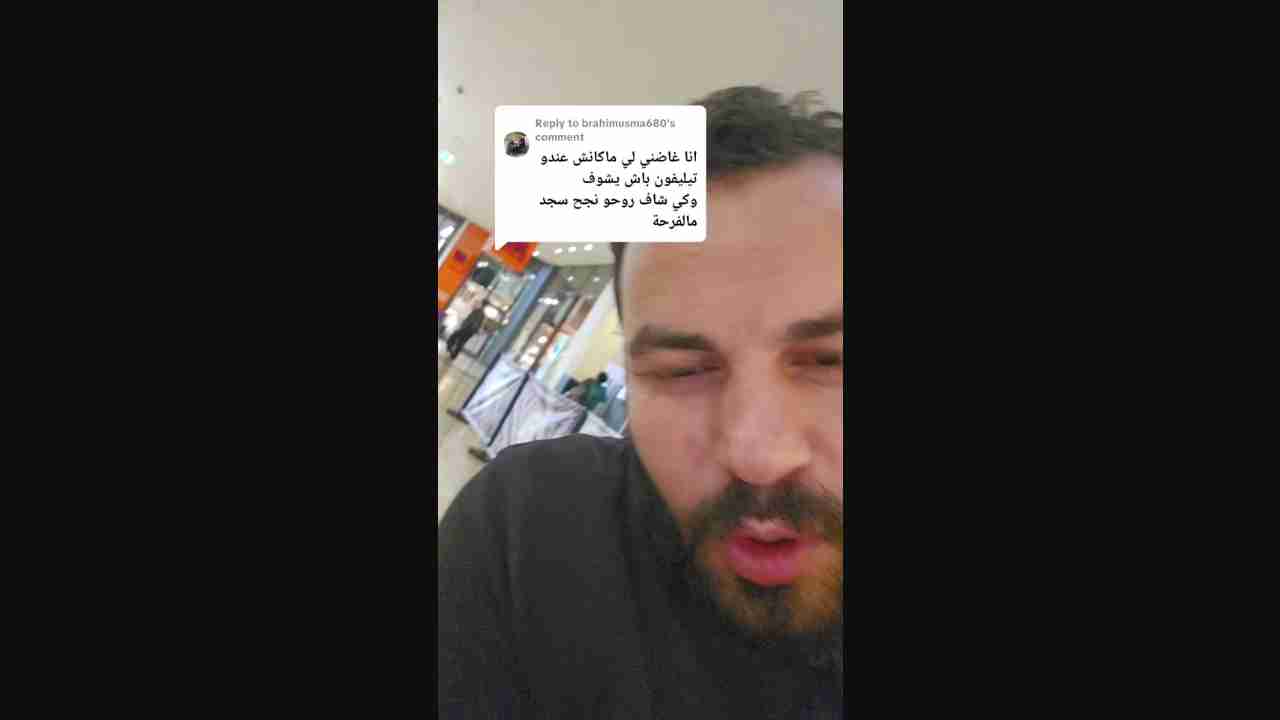 Reply to brahimusma680's
comment
انا غاضني لي ماكانش عندو
تيليفون باش يشوف
وكي شاف روحو نجح سجد
مالفرحة